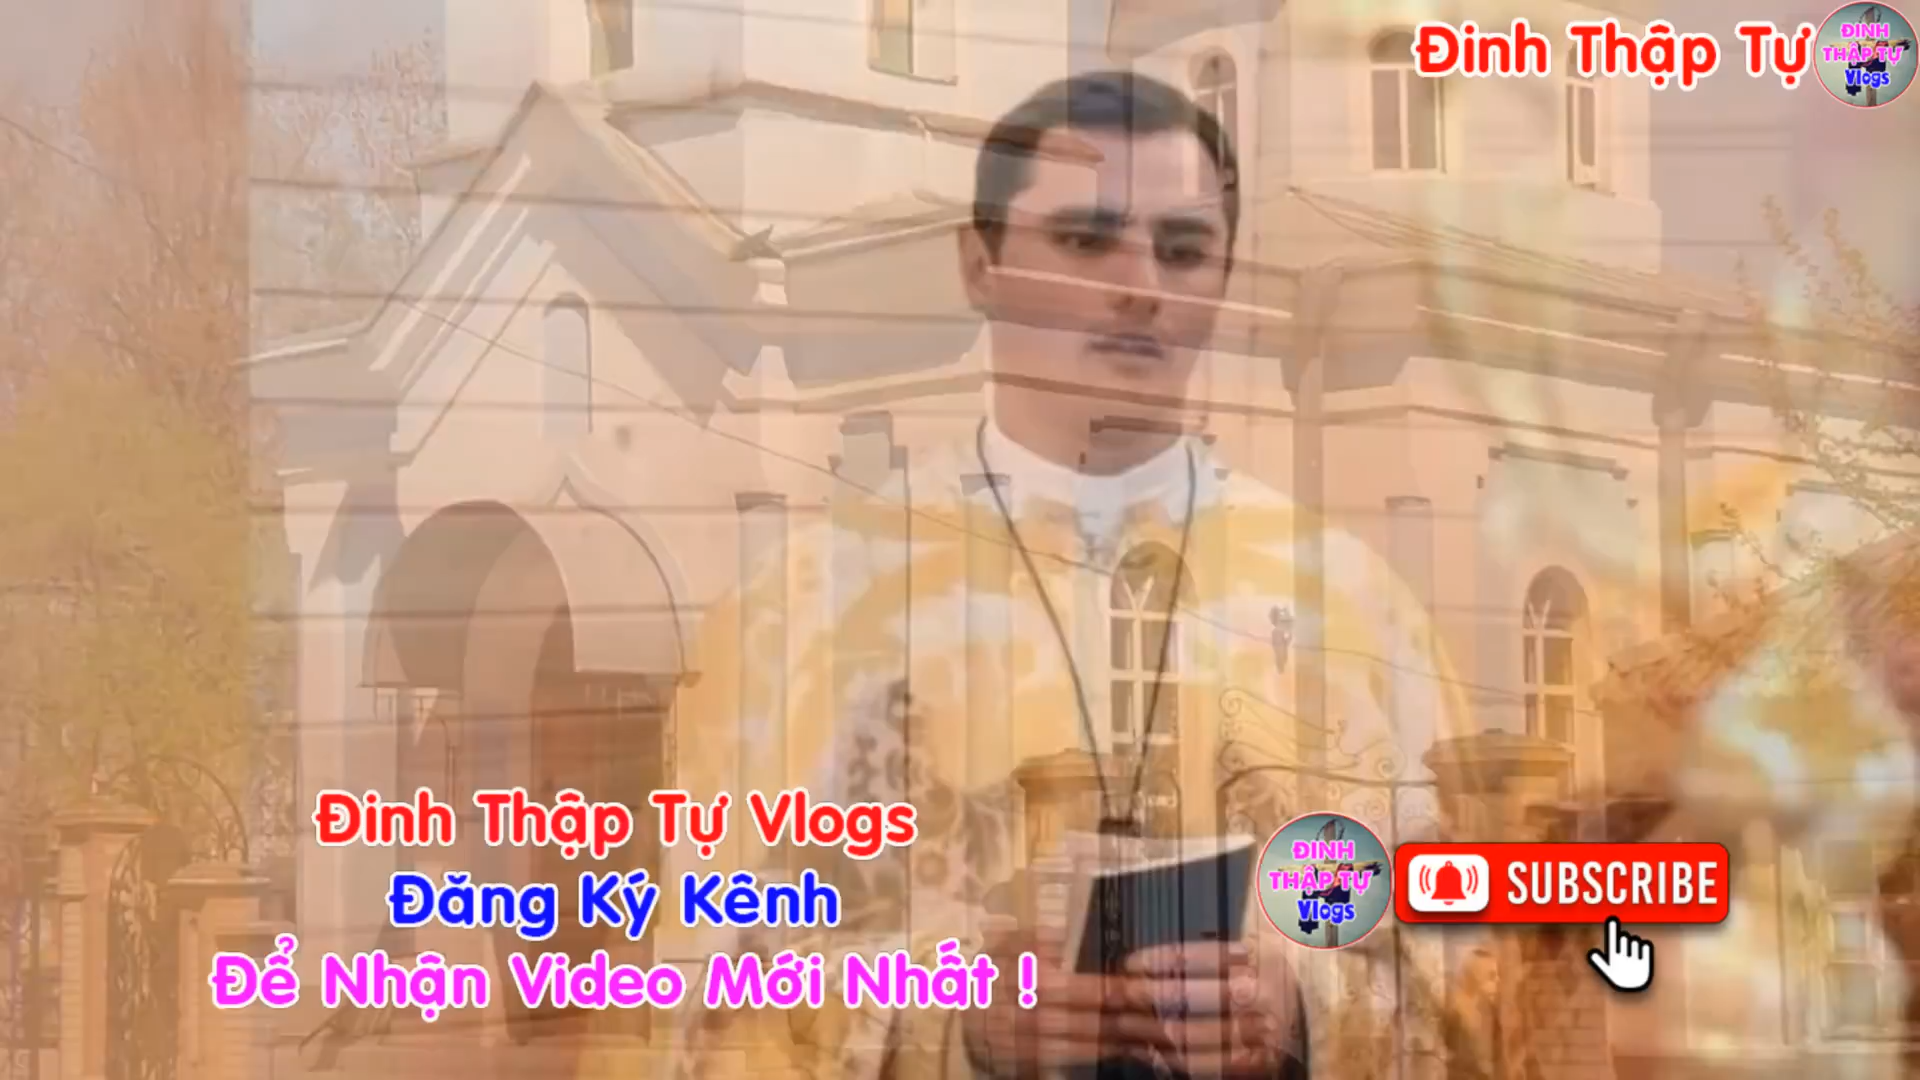 Đinh Thập Tự
ĐINH
THẬP TỰ
Vlogs
Đinh Thập Tự Vlogs
Đăng Ký Kênh
Để Nhận Video Mới Nhất !
ĐINH
THẬP TỰ
Vlogs
SUBSCRIBE